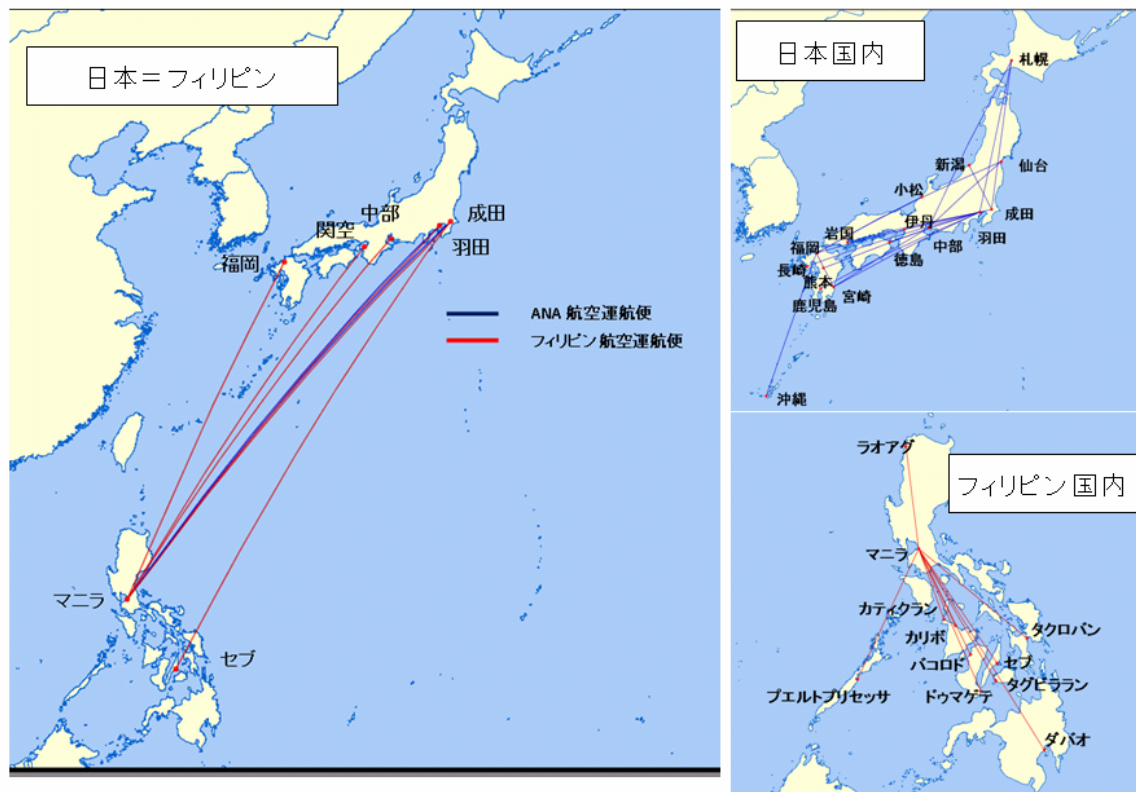 日本＝フィリピン
中部
成田
関空
羽田
福岡
ANA 航空運航便
フィリピン航空運航便
マニラ
セブ
日本国内
札幌
新潟
仙台
小松
成田
伊丹
岩国
羽田
中部
福岡
徳島
長崎
熊本
宮崎
鹿児島
沖縄
ラオアグ
フィリピン国内
マニラ
カティクラン
タクロバン
カリボ
バコロド
セブ
タグビララン
プエルトプリセッサ
ドゥマゲテ
ダバオ